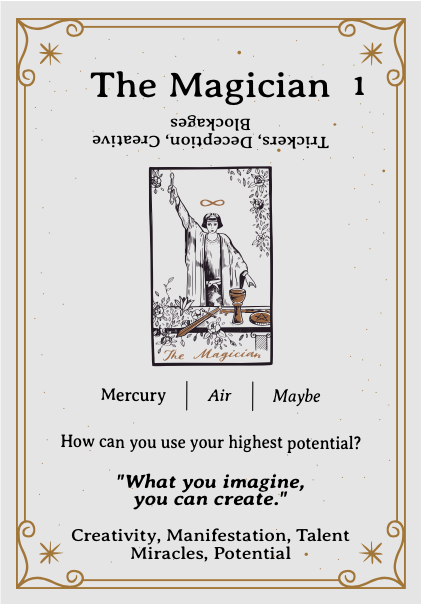 The Magician 1
Trickers, Deception, Creative
Blockages
The Magician
Mercury | Air | Maybe
How can you use your highest potential?
"What you imagine,
you can create."
Creativity, Manifestation, Talent
Miracles, Potential